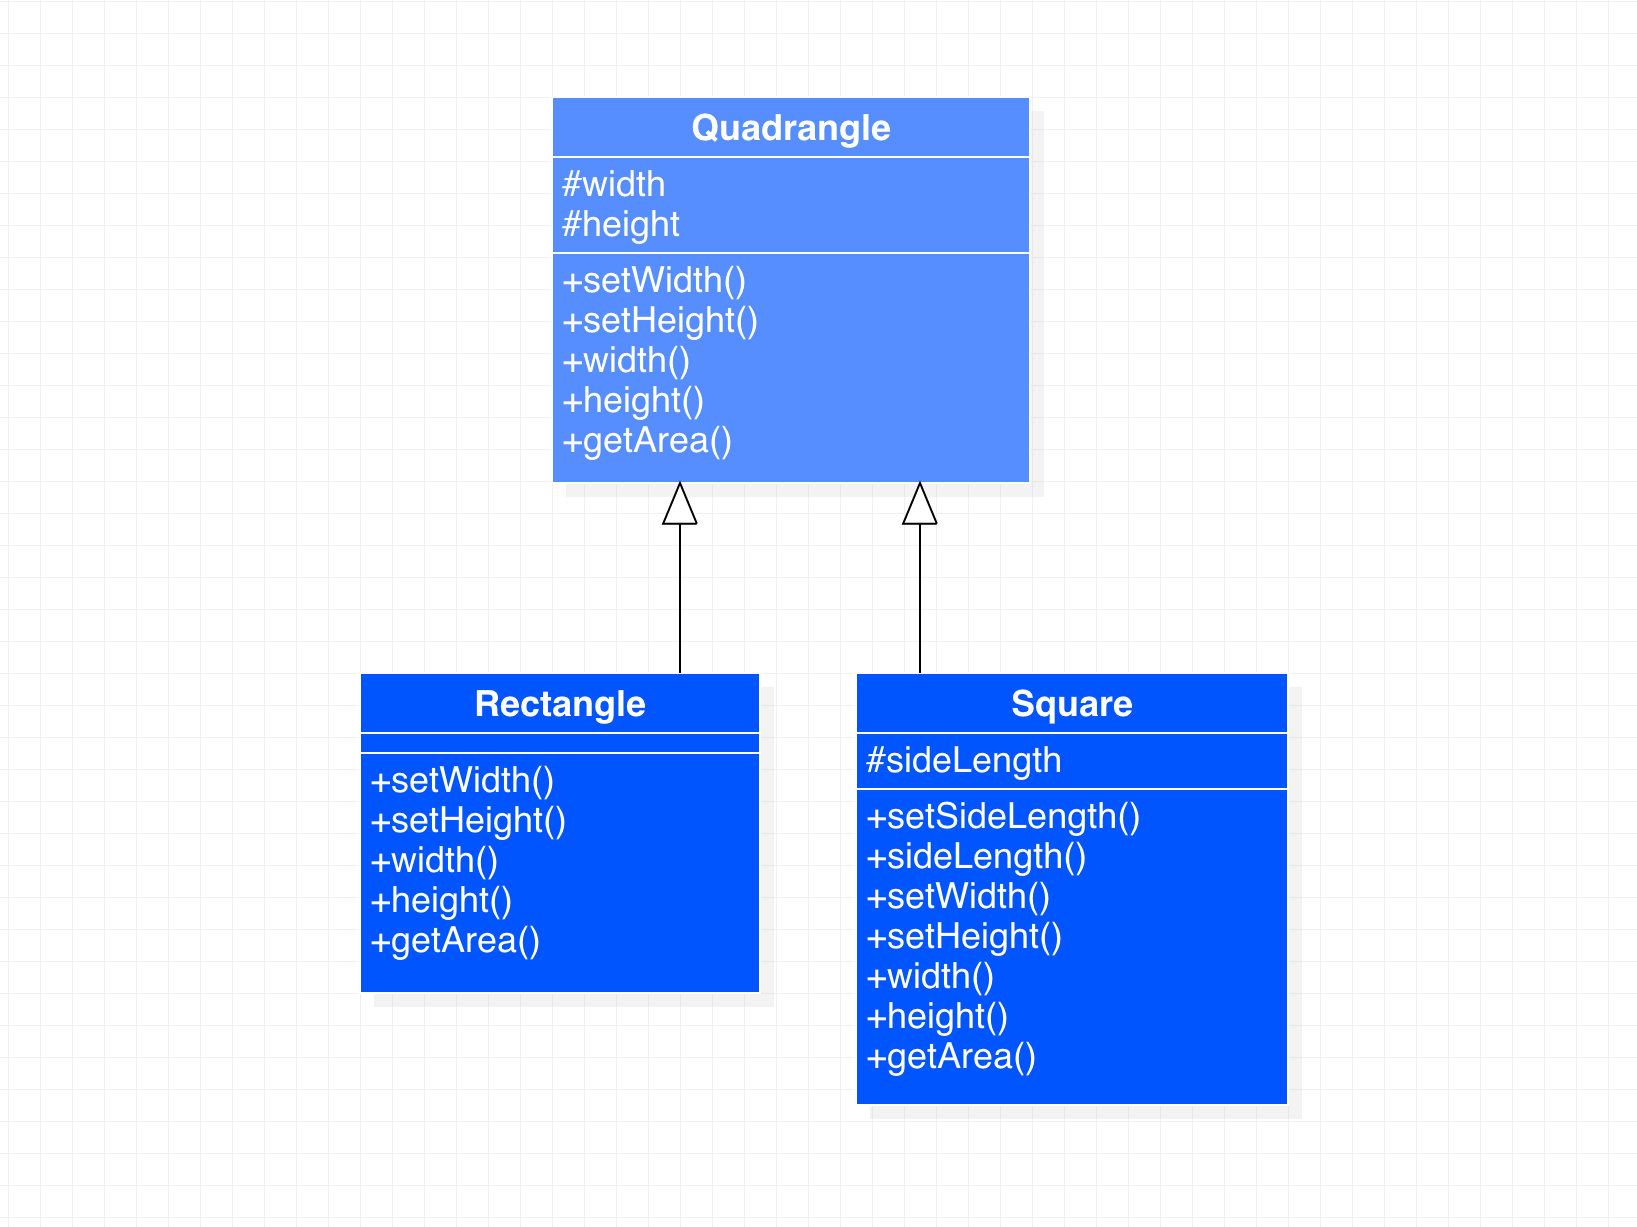 Quadrangle
#width
#height
+setWidth()
+setHeight()
+width()
+height()
+getArea()
Rectangle
+setWidth()
+setHeight()
+width()
+height()
+getArea()
Square
#sideLength
+setSideLength()
+sideLength()
+setWidth()
+setHeight()
+width()
+height()
+getArea()